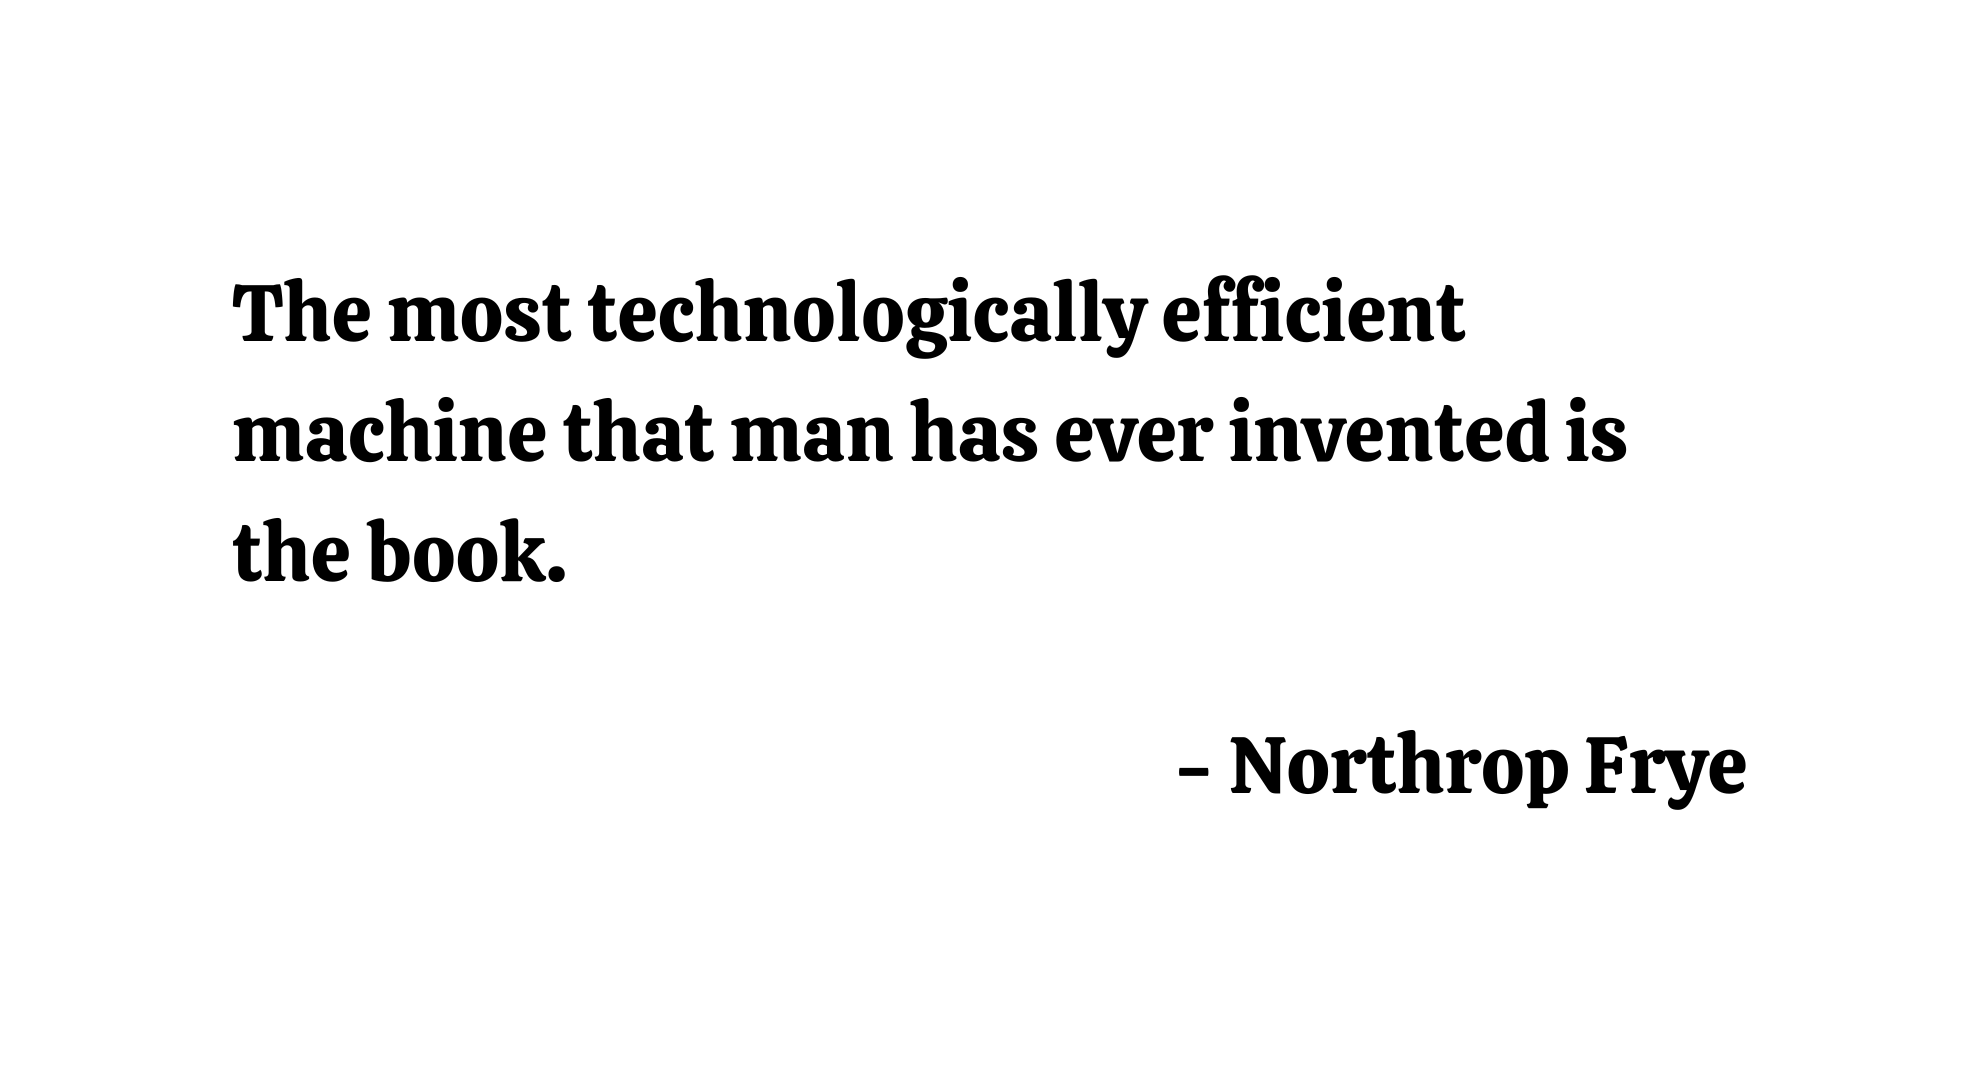 The most technologically efficient
machine that man has ever invented is
the book.
– Northrop Frye